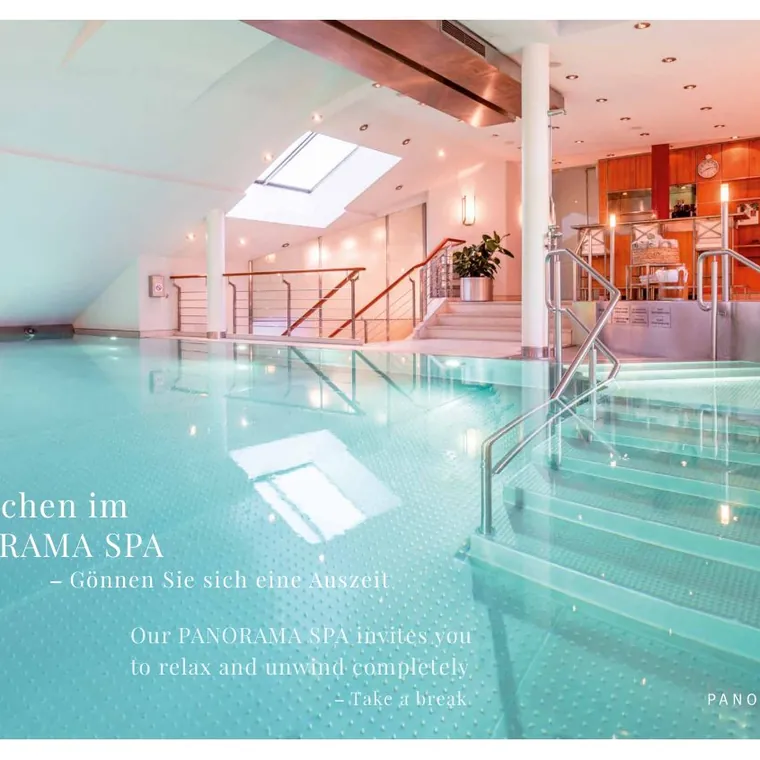 chen im
RAMA SPA
– Gönnen Sie sich eine Auszeit
Our PANORAMA SPA invites you
to relax and unwind completely
– Take a break
PANO